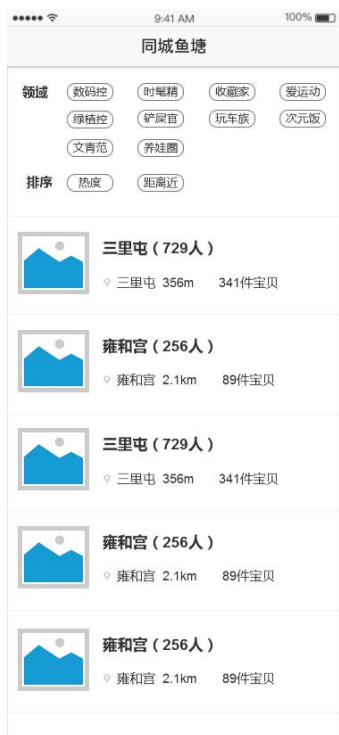 9:41 AM 100%
同城鱼塘
领域 数码控 时髦精 收藏家 爱运动
绿植控 铲屎官 玩车族 次元饭
文青范 养娃圈
排序 热度 距离近
三里屯（729人）
三里屯 356m 341件宝贝
雍和宫（256人）
雍和宫 2.1km 89件宝贝
三里屯（729人）
三里屯 356m 341件宝贝
雍和宫（256人）
雍和宫 2.1km 89件宝贝
雍和宫（256人）
雍和宫 2.1km 89件宝贝